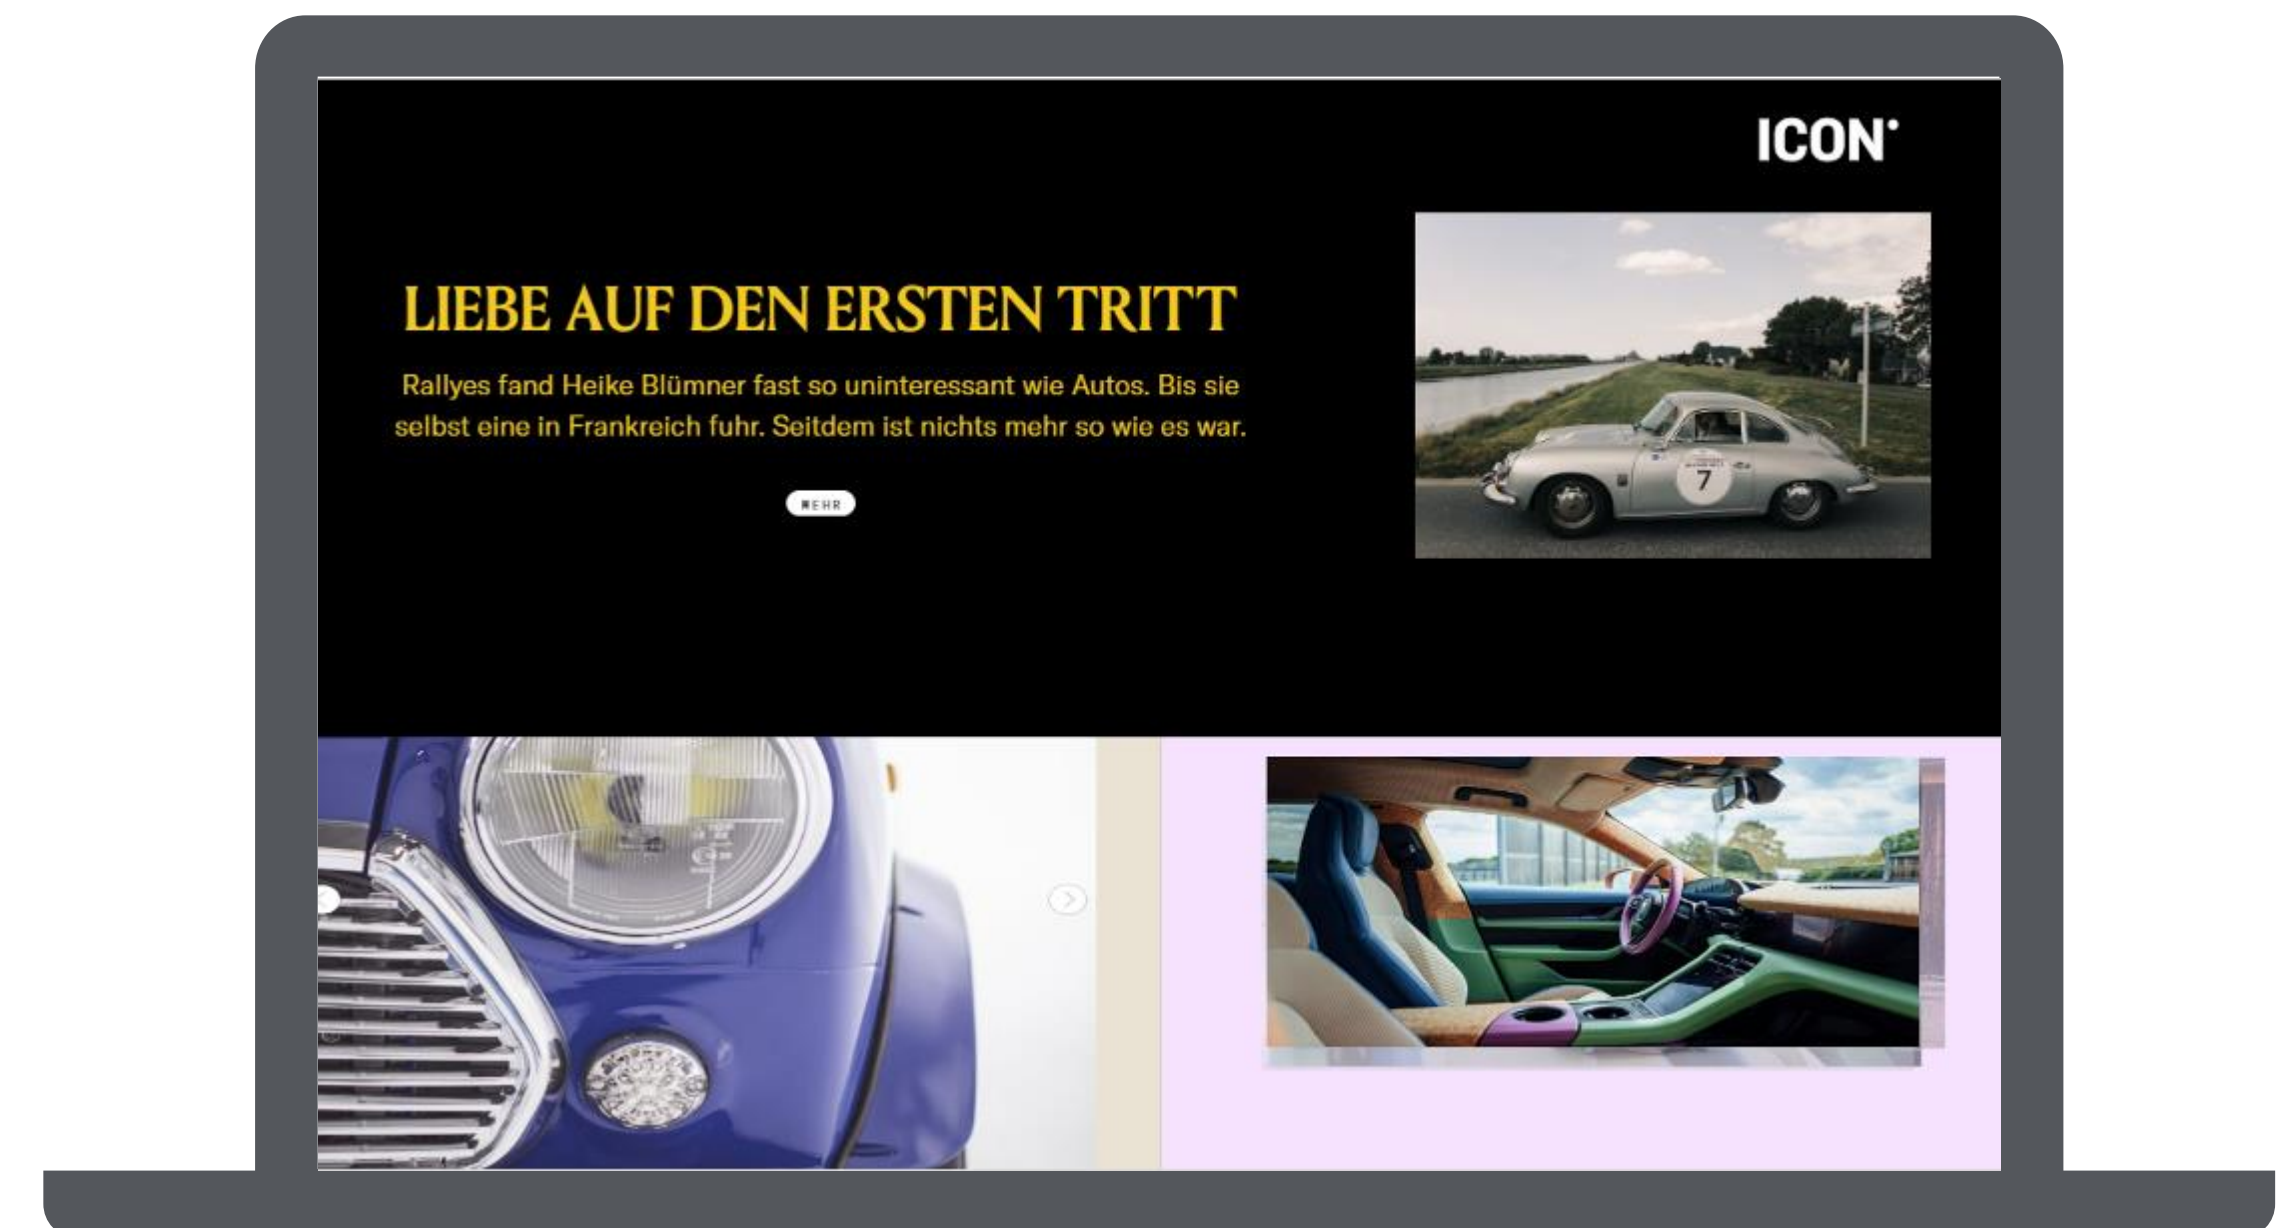 ICON
LIEBE AUF DEN ERSTEN TRITT
Rallyes fand Heike Blümner fast so uninteressant wie Autos. Bis sie
selbst eine in Frankreich fuhr. Seitdem ist nichts mehr so wie es war.
MEHR
7